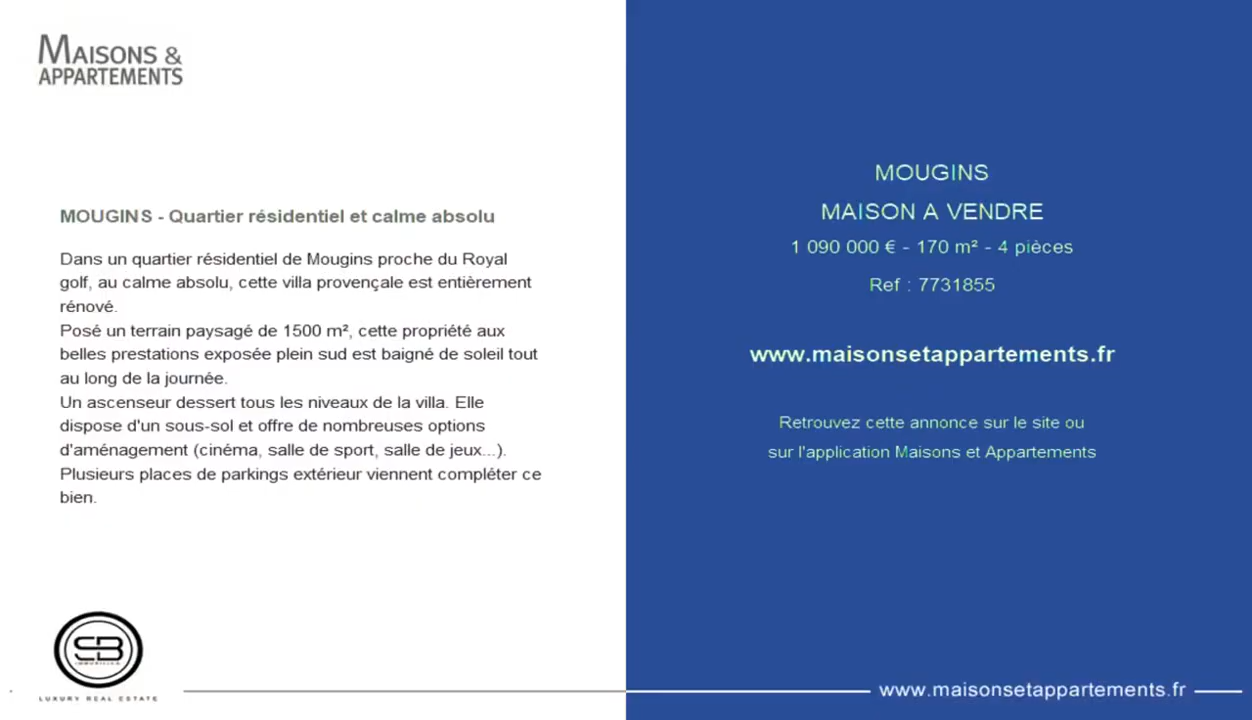 MAISONS &
APPARTEMENTS
MOUGINS - Quartier résidentiel et calme absolu
Dans un quartier résidentiel de Mougins proche du Royal
golf, au calme absolu, cette villa provençale est entièrement
rénové.
Posé un terrain paysagé de 1500 m², cette propriété aux
belles prestations exposée plein sud est baigné de soleil tout
au long de la journée.
Un ascenseur dessert tous les niveaux de la villa. Elle
dispose d'un sous-sol et offre de nombreuses options
d'aménagement (cinéma, salle de sport, salle de jeux...).
Plusieurs places de parkings extérieur viennent compléter ce
bien.
SB
LUXURY REAL ESTATE
MOUGINS
MAISON A VENDRE
1 090 000 € - 170 m² - 4 pièces
Ref : 7731855
www.maisonsetappartements.fr
Retrouvez cette annonce sur le site ou
sur l'application Maisons et Appartements
www.maisonsetappartements.fr